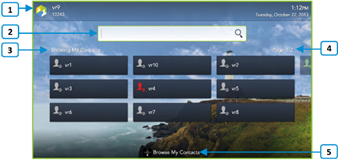 1
vr9
13243
1:12PM
Tuesday, October 22, 2013
2
3
Browsing My Contacts
Page 1/2
4
vr1
vr10
vr2
vr3
vr4
vr5
vr6
vr7
vr8
Browse My Contacts
5